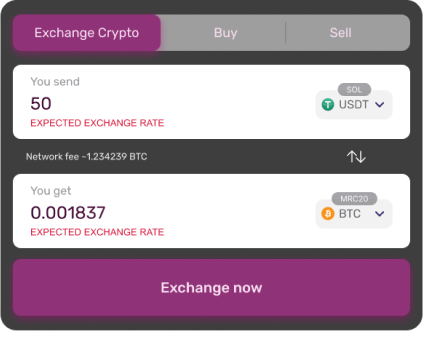 Exchange Crypto
Buy
Sell
You send
50
EXPECTED EXCHANGE RATE
SOL
USDT
Network fee ~1.234239 BTC
You get
0.001837
EXPECTED EXCHANGE RATE
MRC20
BTC
Exchange now